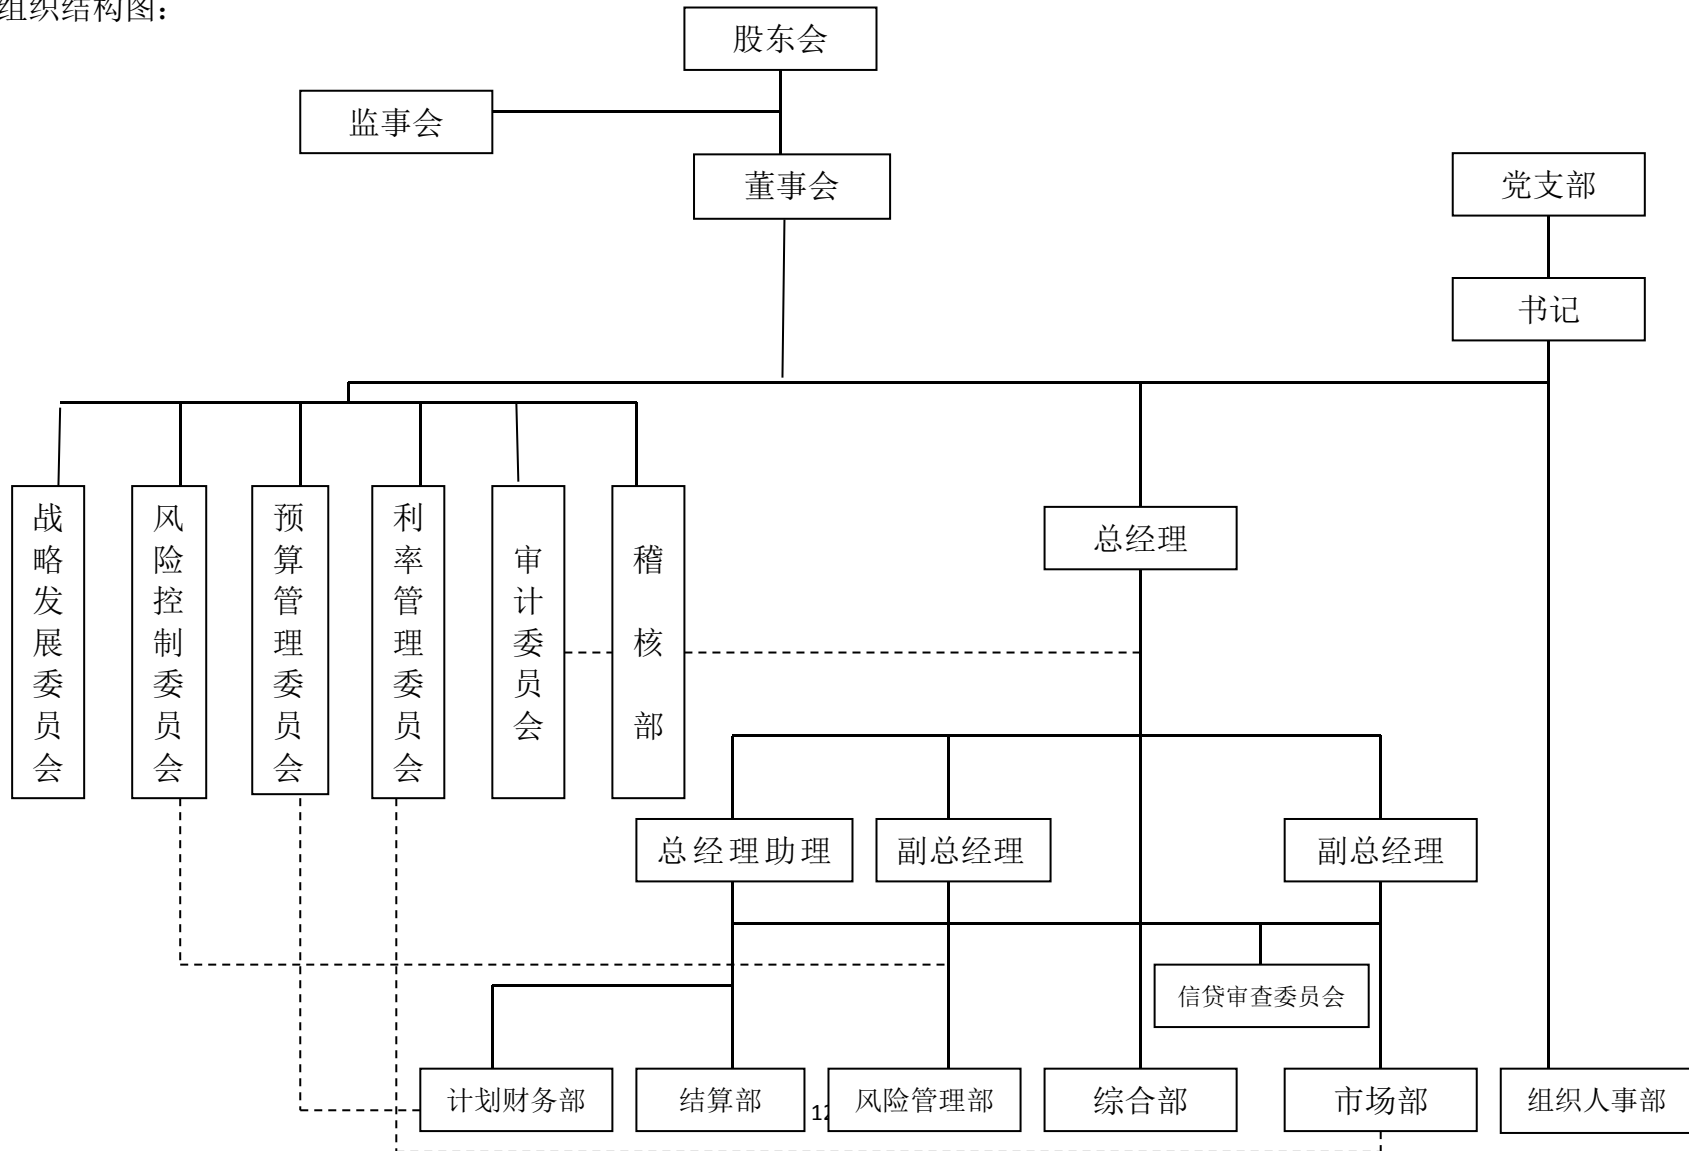 组织结构图：
股东会
监事会
董事会
党支部
书记
战略发展委员会
风险控制委员会
预算管理委员会
利率管理委员会
审计委员会
稽核部
总经理
总经理助理
副总经理
副总经理
信贷审查委员会
计划财务部
结算部
12
风险管理部
综合部
市场部
组织人事部